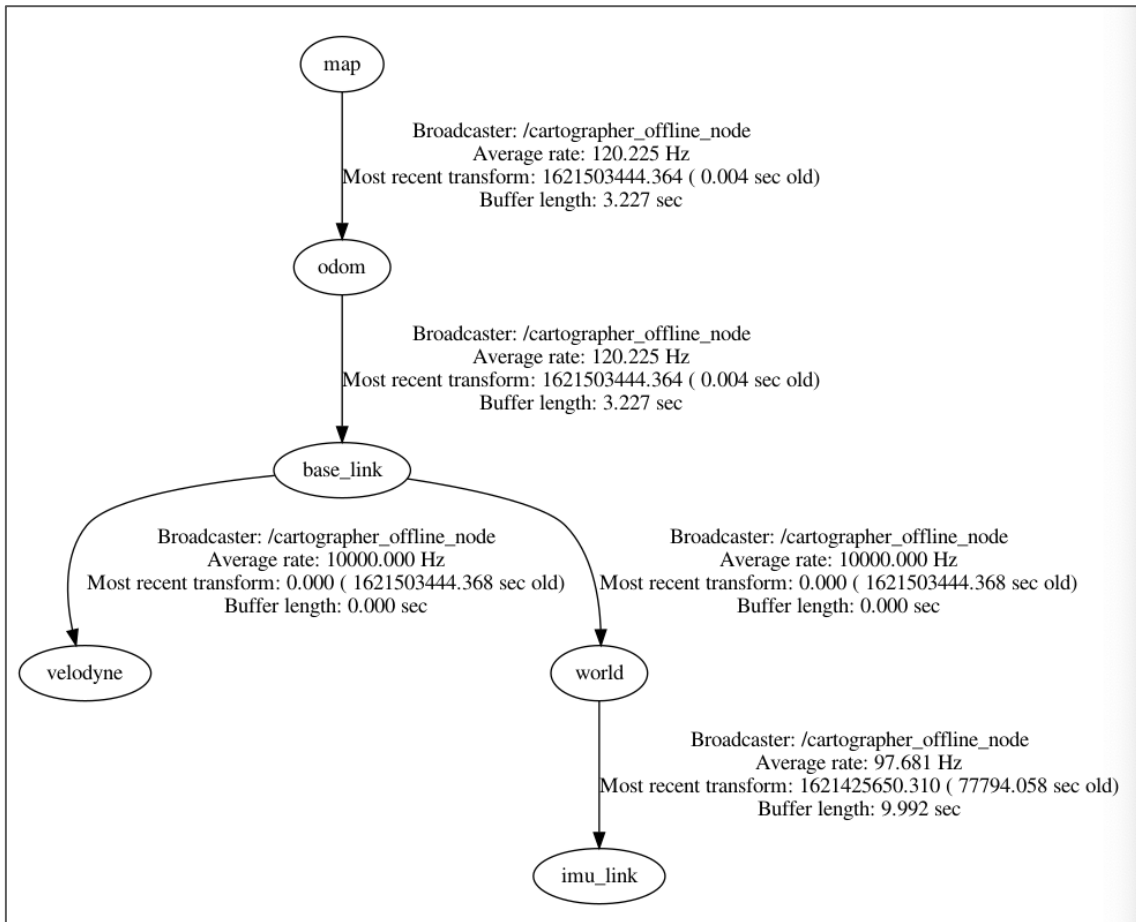 map
Broadcaster: /cartographer_offline_node
Average rate: 120.225 Hz
Most recent transform: 1621503444.364 ( 0.004 sec old)
Buffer length: 3.227 sec
odom
Broadcaster: /cartographer_offline_node
Average rate: 120.225 Hz
Most recent transform: 1621503444.364 ( 0.004 sec old)
Buffer length: 3.227 sec
base_link
Broadcaster: /cartographer_offline_node
Average rate: 10000.000 Hz
Most recent transform: 0.000 ( 1621503444.368 sec old)
Buffer length: 0.000 sec
Broadcaster: /cartographer_offline_node
Average rate: 10000.000 Hz
Most recent transform: 0.000 ( 1621503444.368 sec old)
Buffer length: 0.000 sec
velodyne
world
Broadcaster: /cartographer_offline_node
Average rate: 97.681 Hz
Most recent transform: 1621425650.310 ( 77794.058 sec old)
Buffer length: 9.992 sec
imu_link